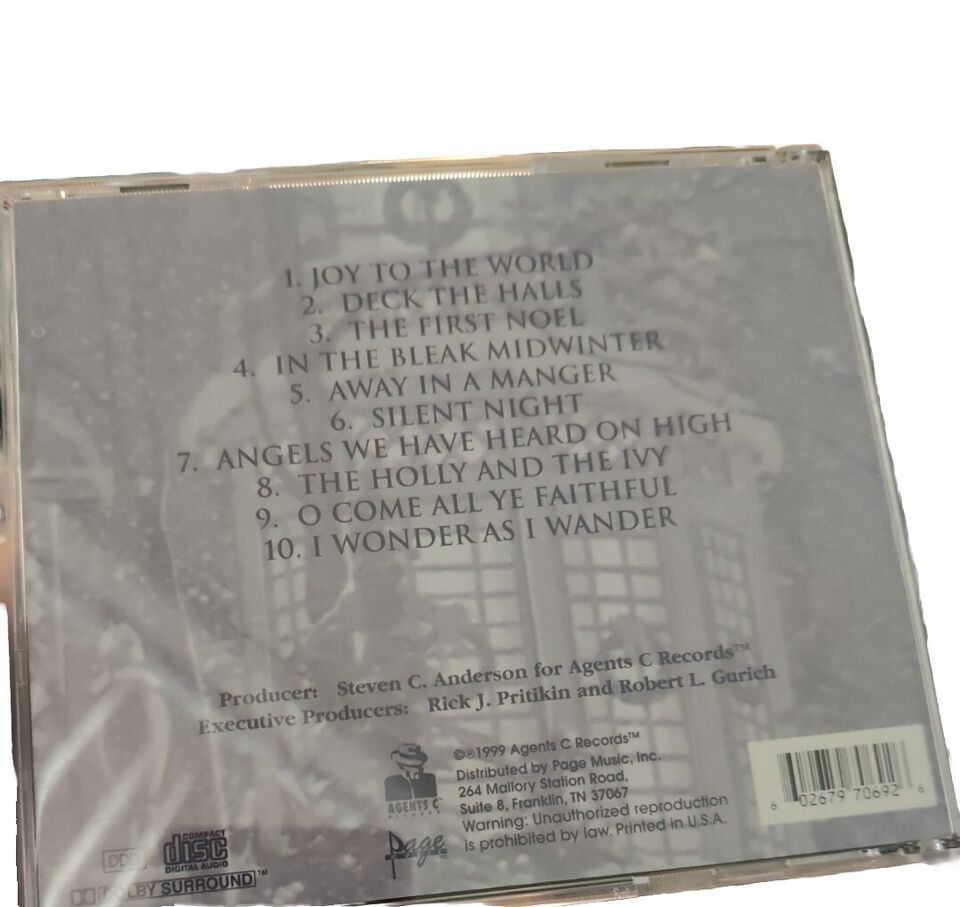 1. JOY TO THE WORLD
2. DECK THE HALLS
3. THE FIRST NOEL
4. IN THE BLEAK MIDWINTER
5. AWAY IN A MANGER
6. SILENT NIGHT
7. ANGELS WE HAVE HEARD ON HIGH
8. THE HOLLY AND THE IVY
9. O COME ALL YE FAITHFUL
10. I WONDER AS I WANDER
Producer: Steven C. Anderson for Agents C Records™
Executive Producers: Rick J. Pritikin and Robert L. Gurich
©℗1999 Agents C Records™
Distributed by Page Music, Inc.
264 Mallory Station Road,
Suite 8, Franklin, TN 37067
Warning: Unauthorized reproduction
is prohibited by law. Printed in U.S.A.
AGENTS C
RECORDS
Page
6 02679 70692 6
DDD
COMPACT
disc
DIGITAL AUDIO
DOLBY SURROUND™